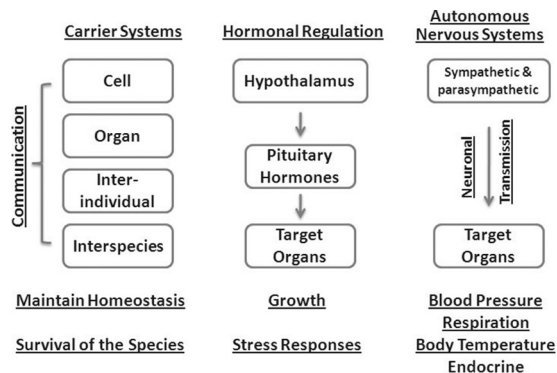 Carrier Systems
Cell
Organ
Inter-
individual
Interspecies
Communication
Maintain Homeostasis
Survival of the Species
Hormonal Regulation
Hypothalamus
Pituitary
Hormones
Target
Organs
Growth
Stress Responses
Autonomous
Nervous Systems
Sympathetic &
parasympathetic
Neuronal
Transmission
Target
Organs
Blood Pressure
Respiration
Body Temperature
Endocrine